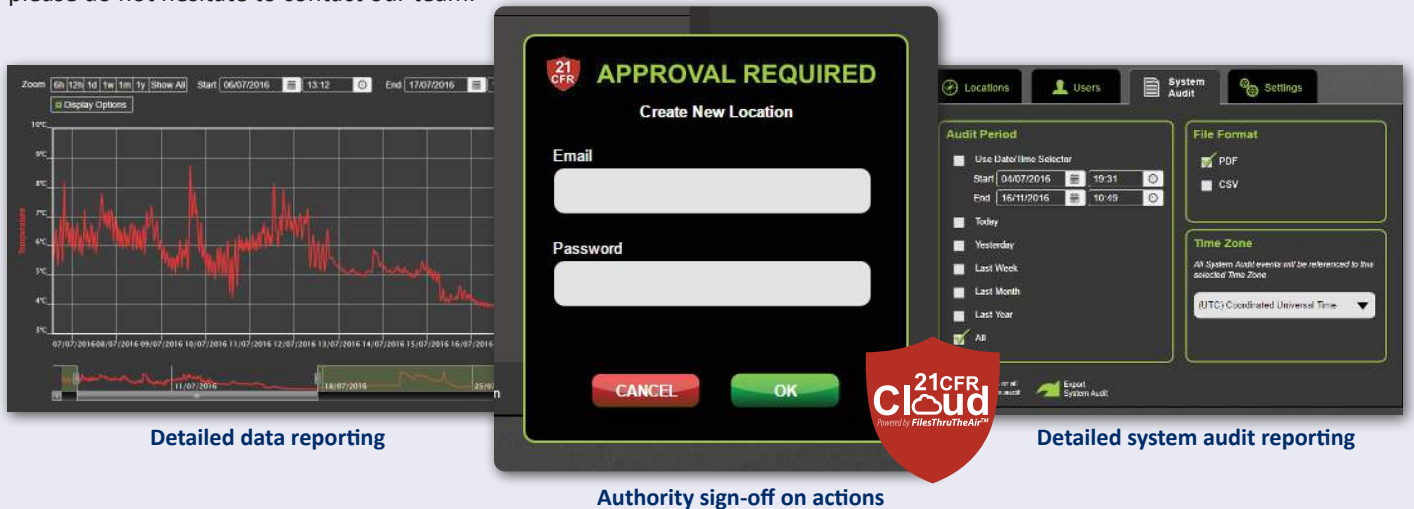 please do not hesitate to contact our team.
Zoom 6h 12h 1d 1w 1m 1y Show All Start 06/07/2016 13:12 End 17/07/2016
Display Options
10°C
9°C
8°C
7°C
6°C
5°C
4°C
3°C
Temperature
07/07/2016 08/07/2016 09/07/2016 10/07/2016 11/07/2016 12/07/2016 13/07/2016 14/07/2016 15/07/2016 16/07/2016
11/07/2016 18/07/2016
Detailed data reporting
21
CFR
APPROVAL REQUIRED
Create New Location
Email
Password
CANCEL OK
Authority sign-off on actions
21CFR
Cloud
Powered by FilesThruTheAir™
Locations Users System Audit Settings
Audit Period
Use Date/Time Selector
Start 04/07/2016 19:31
End 16/11/2016 10:49
Today
Yesterday
Last Week
Last Month
Last Year
All
File Format
PDF
CSV
Time Zone
All System Audit events will be referenced to this
selected Time Zone
(UTC) Coordinated Universal Time
or all
Export
System Audit
Detailed system audit reporting